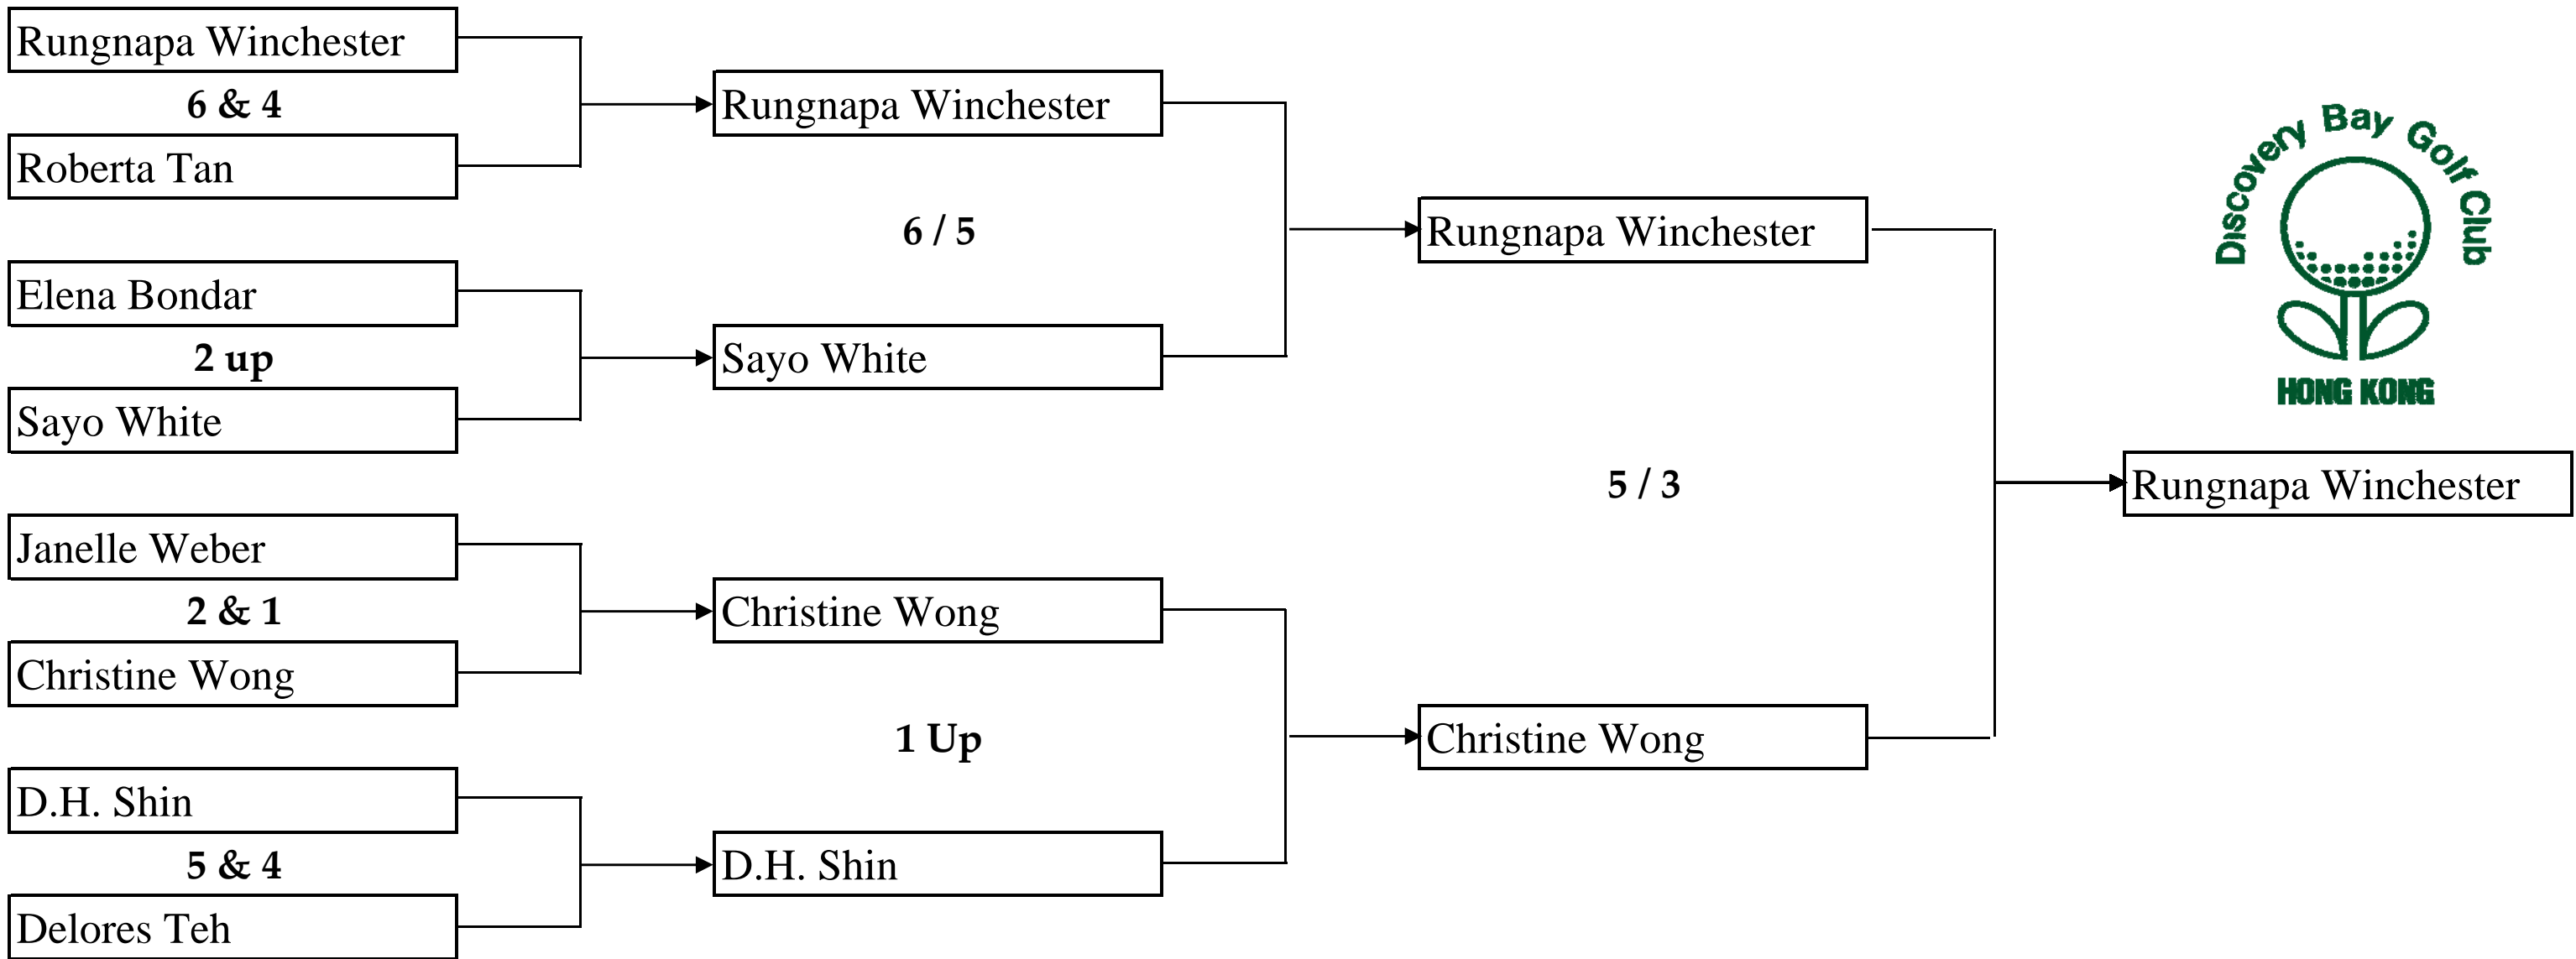 Rungnapa Winchester
6 & 4
Roberta Tan
Elena Bondar
2 up
Sayo White
Janelle Weber
2 & 1
Christine Wong
D.H. Shin
5 & 4
Delores Teh
Rungnapa Winchester
6 / 5
Sayo White
Christine Wong
1 Up
D.H. Shin
Rungnapa Winchester
5 / 3
Christine Wong
Discovery Bay Golf Club
HONG KONG
Rungnapa Winchester